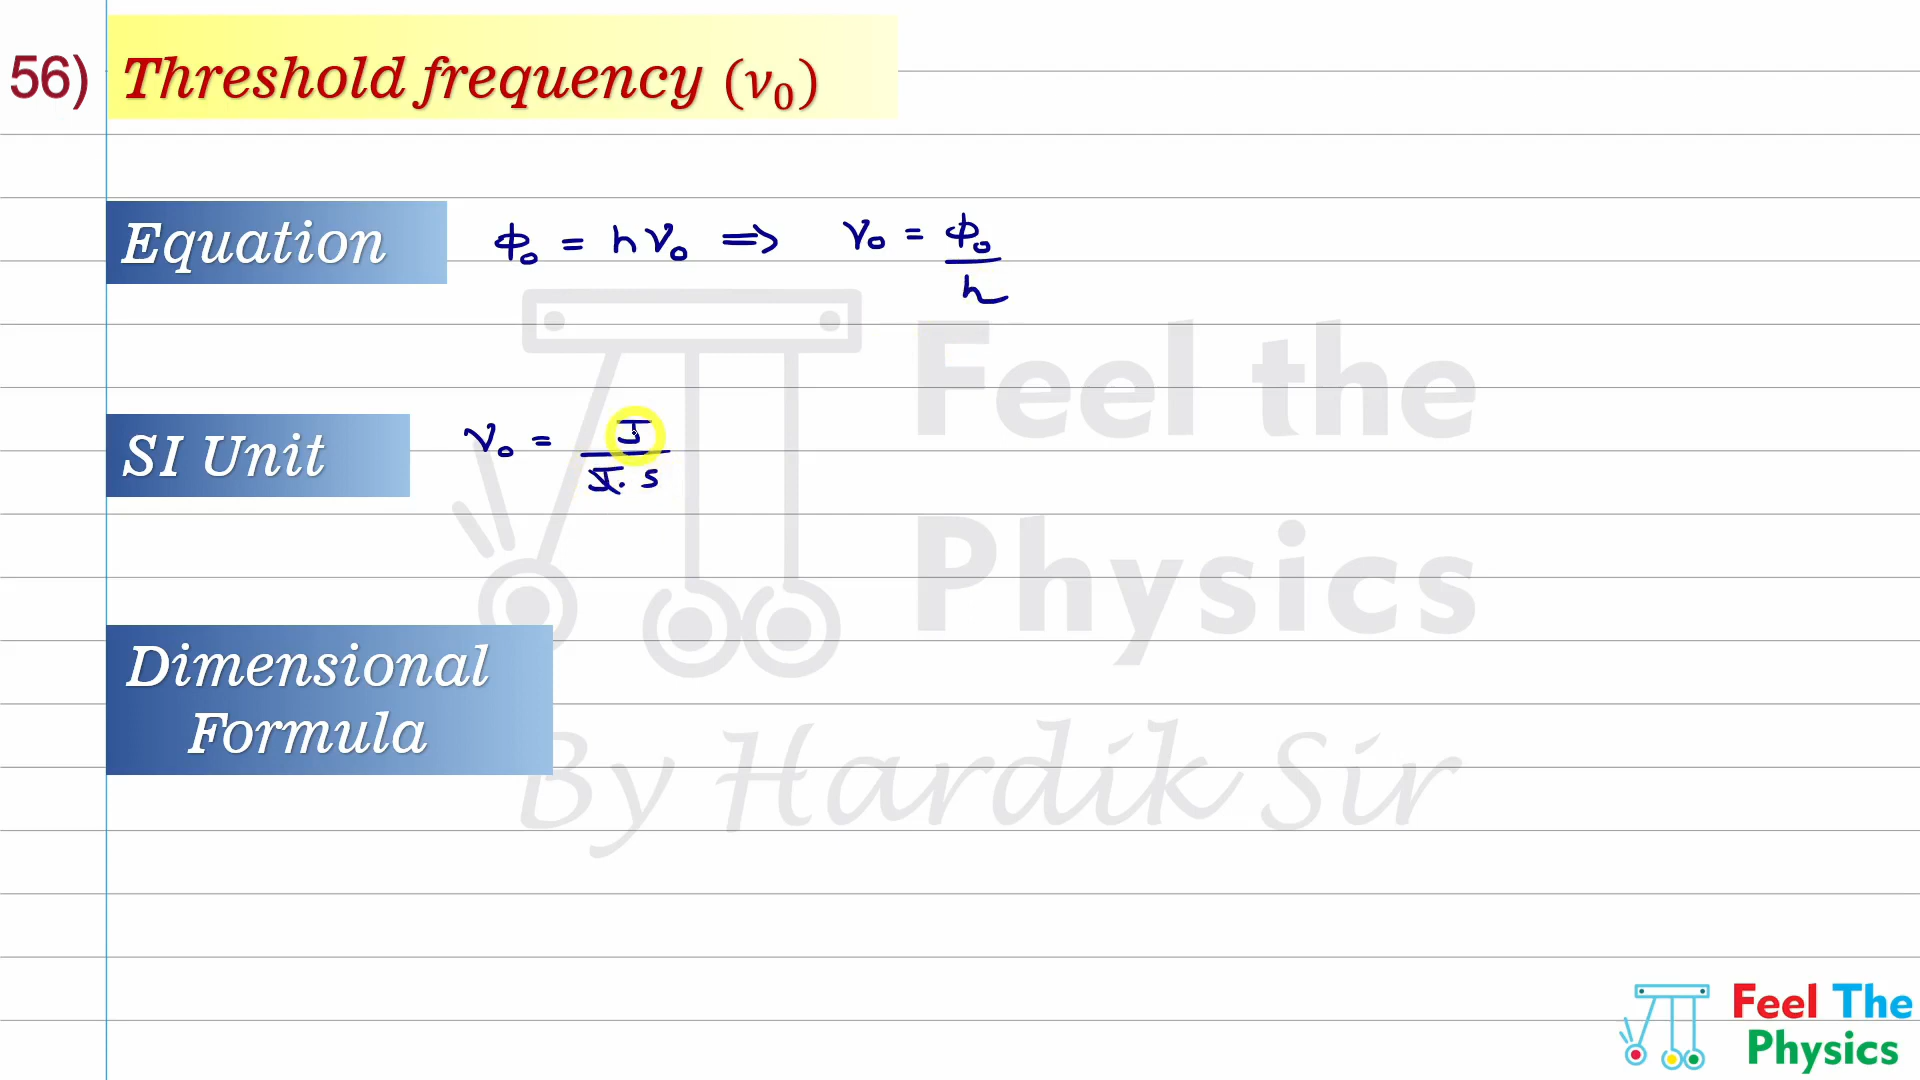 56) Threshold frequency (ν₀)
Equation ϕ₀ = hν₀ ⟹ ν₀ = ϕ₀/h
Feel the
SI Unit ν₀ = J/J·s
Physics
Dimensional
Formula
By Hardik Sir
Feel The
Physics